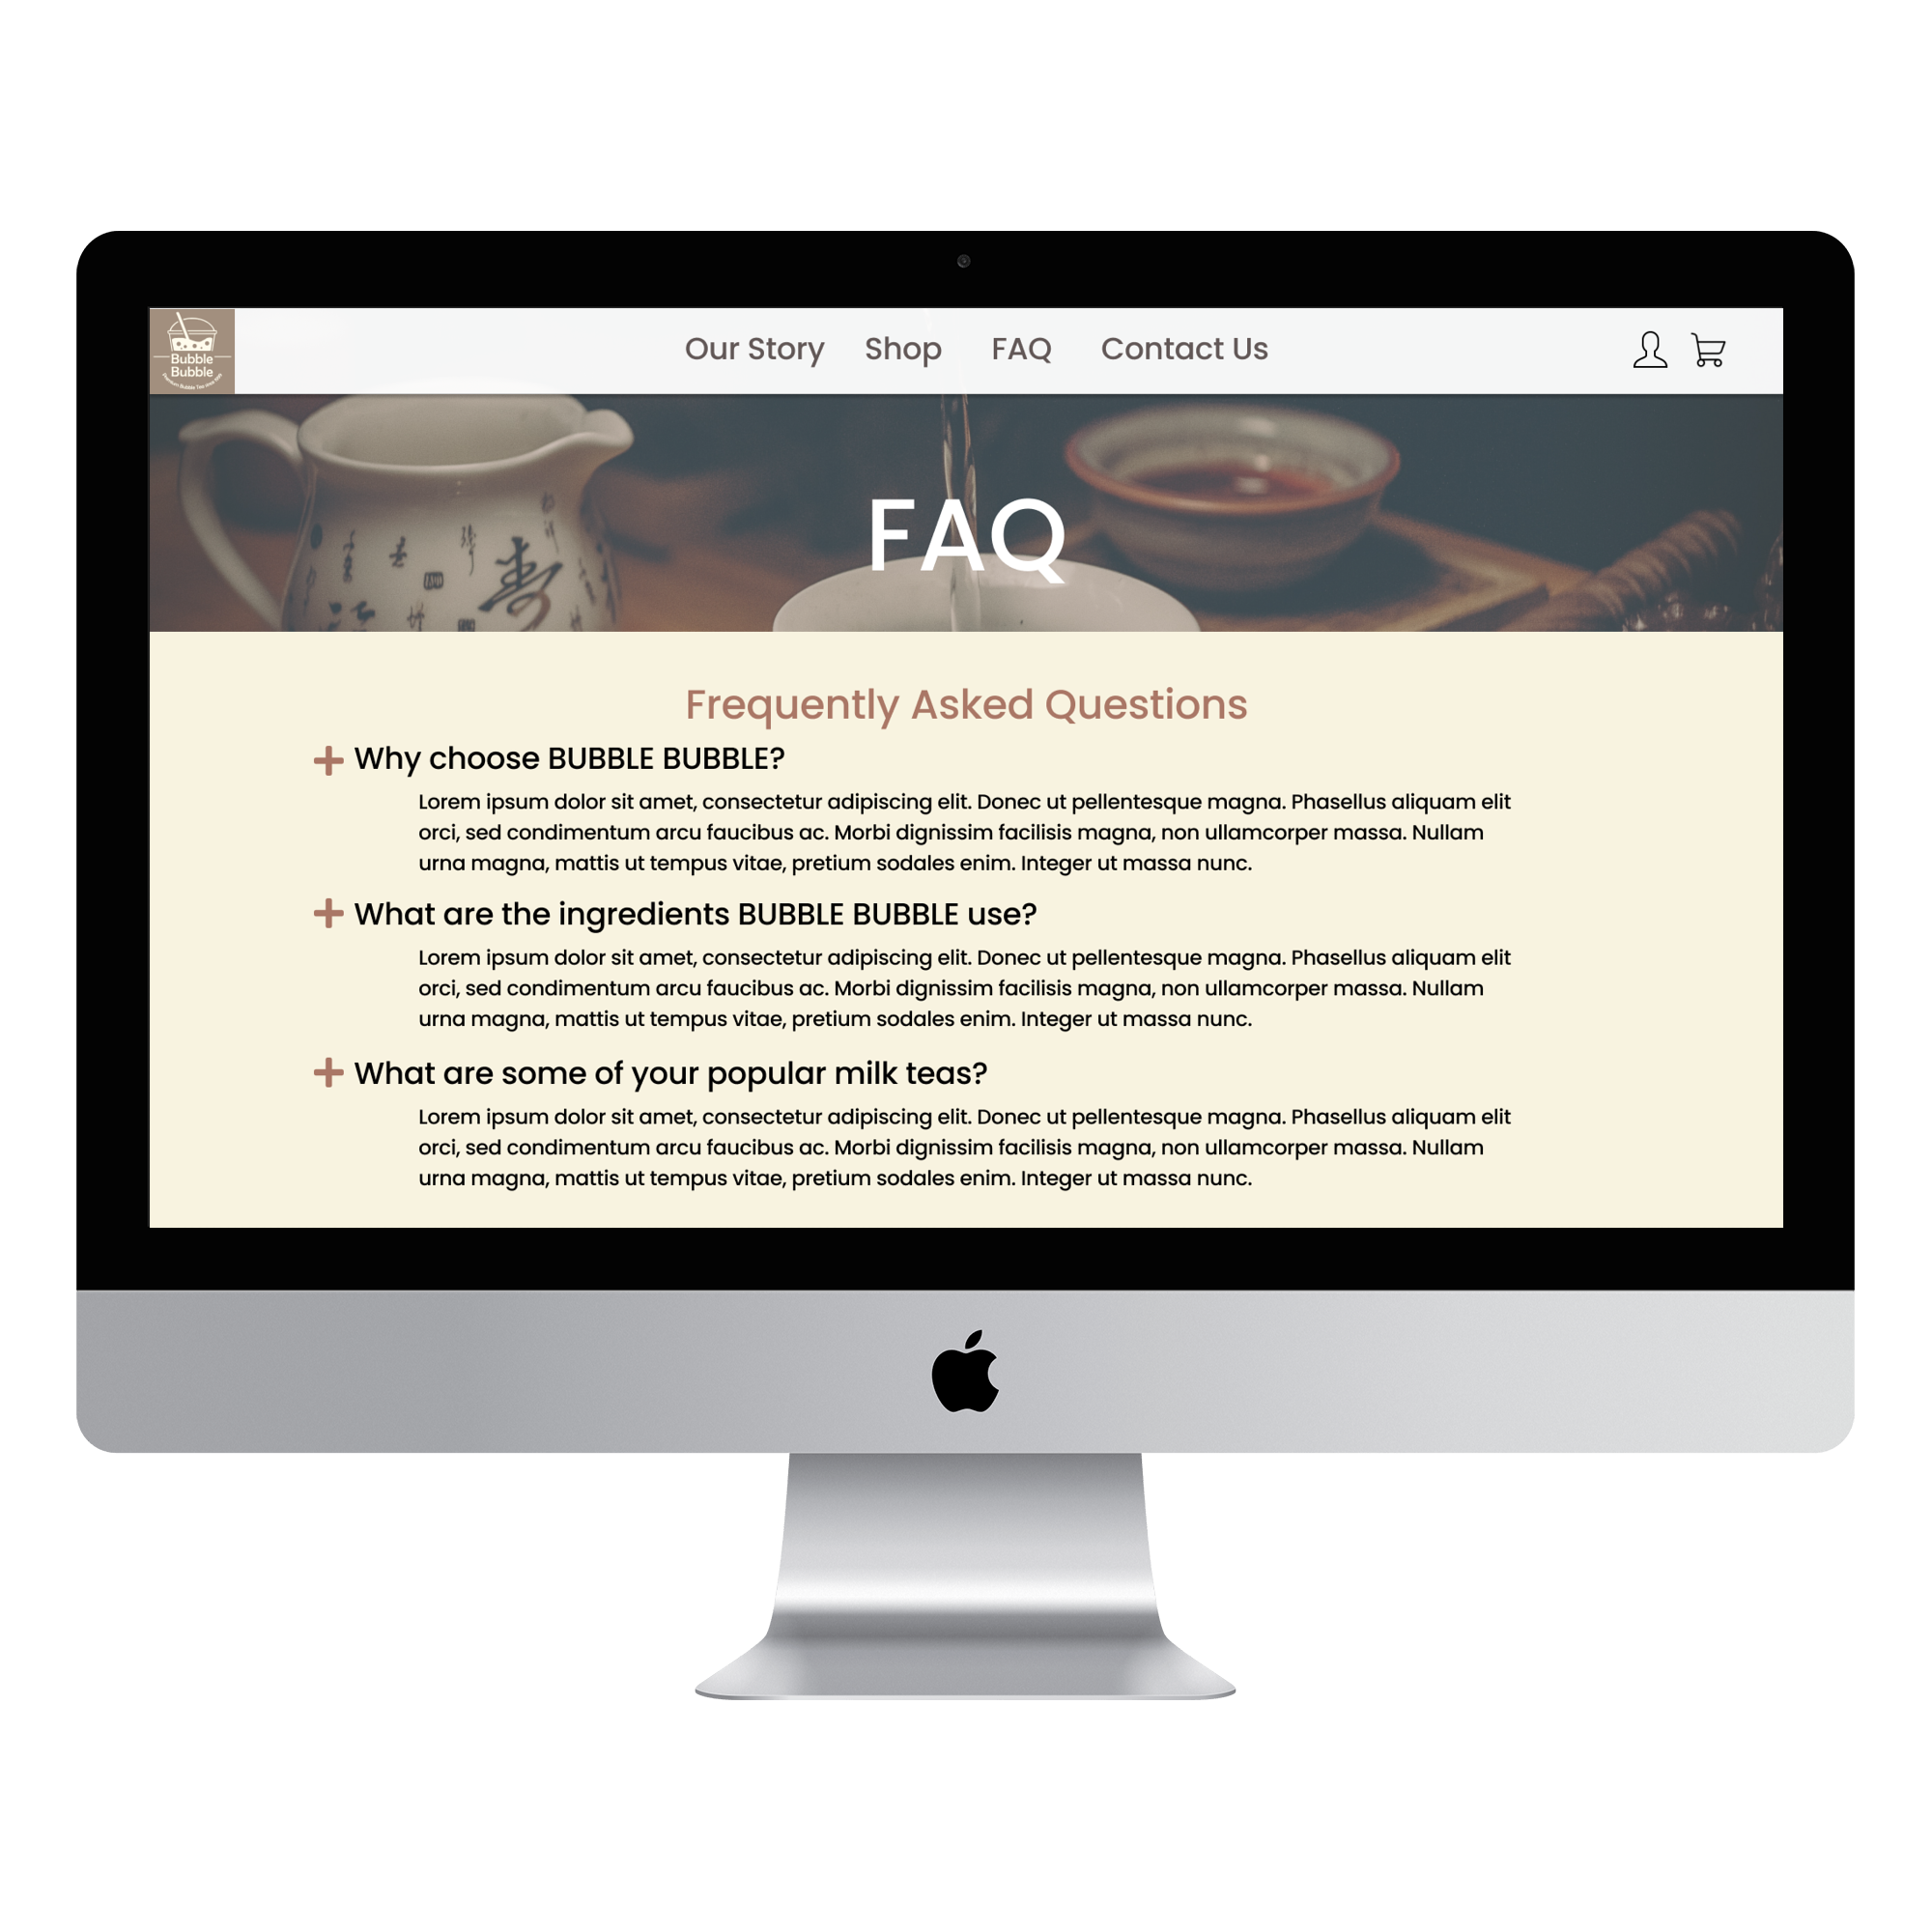 Bubble
Bubble
Our Story Shop FAQ Contact Us
FAQ
寿
Frequently Asked Questions
Why choose BUBBLE BUBBLE?
Lorem ipsum dolor sit amet, consectetur adipiscing elit. Donec ut pellentesque magna. Phasellus aliquam elit
orci, sed condimentum arcu faucibus ac. Morbi dignissim facilisis magna, non ullamcorper massa. Nullam
urna magna, mattis ut tempus vitae, pretium sodales enim. Integer ut massa nunc.
What are the ingredients BUBBLE BUBBLE use?
Lorem ipsum dolor sit amet, consectetur adipiscing elit. Donec ut pellentesque magna. Phasellus aliquam elit
orci, sed condimentum arcu faucibus ac. Morbi dignissim facilisis magna, non ullamcorper massa. Nullam
urna magna, mattis ut tempus vitae, pretium sodales enim. Integer ut massa nunc.
What are some of your popular milk teas?
Lorem ipsum dolor sit amet, consectetur adipiscing elit. Donec ut pellentesque magna. Phasellus aliquam elit
orci, sed condimentum arcu faucibus ac. Morbi dignissim facilisis magna, non ullamcorper massa. Nullam
urna magna, mattis ut tempus vitae, pretium sodales enim. Integer ut massa nunc.